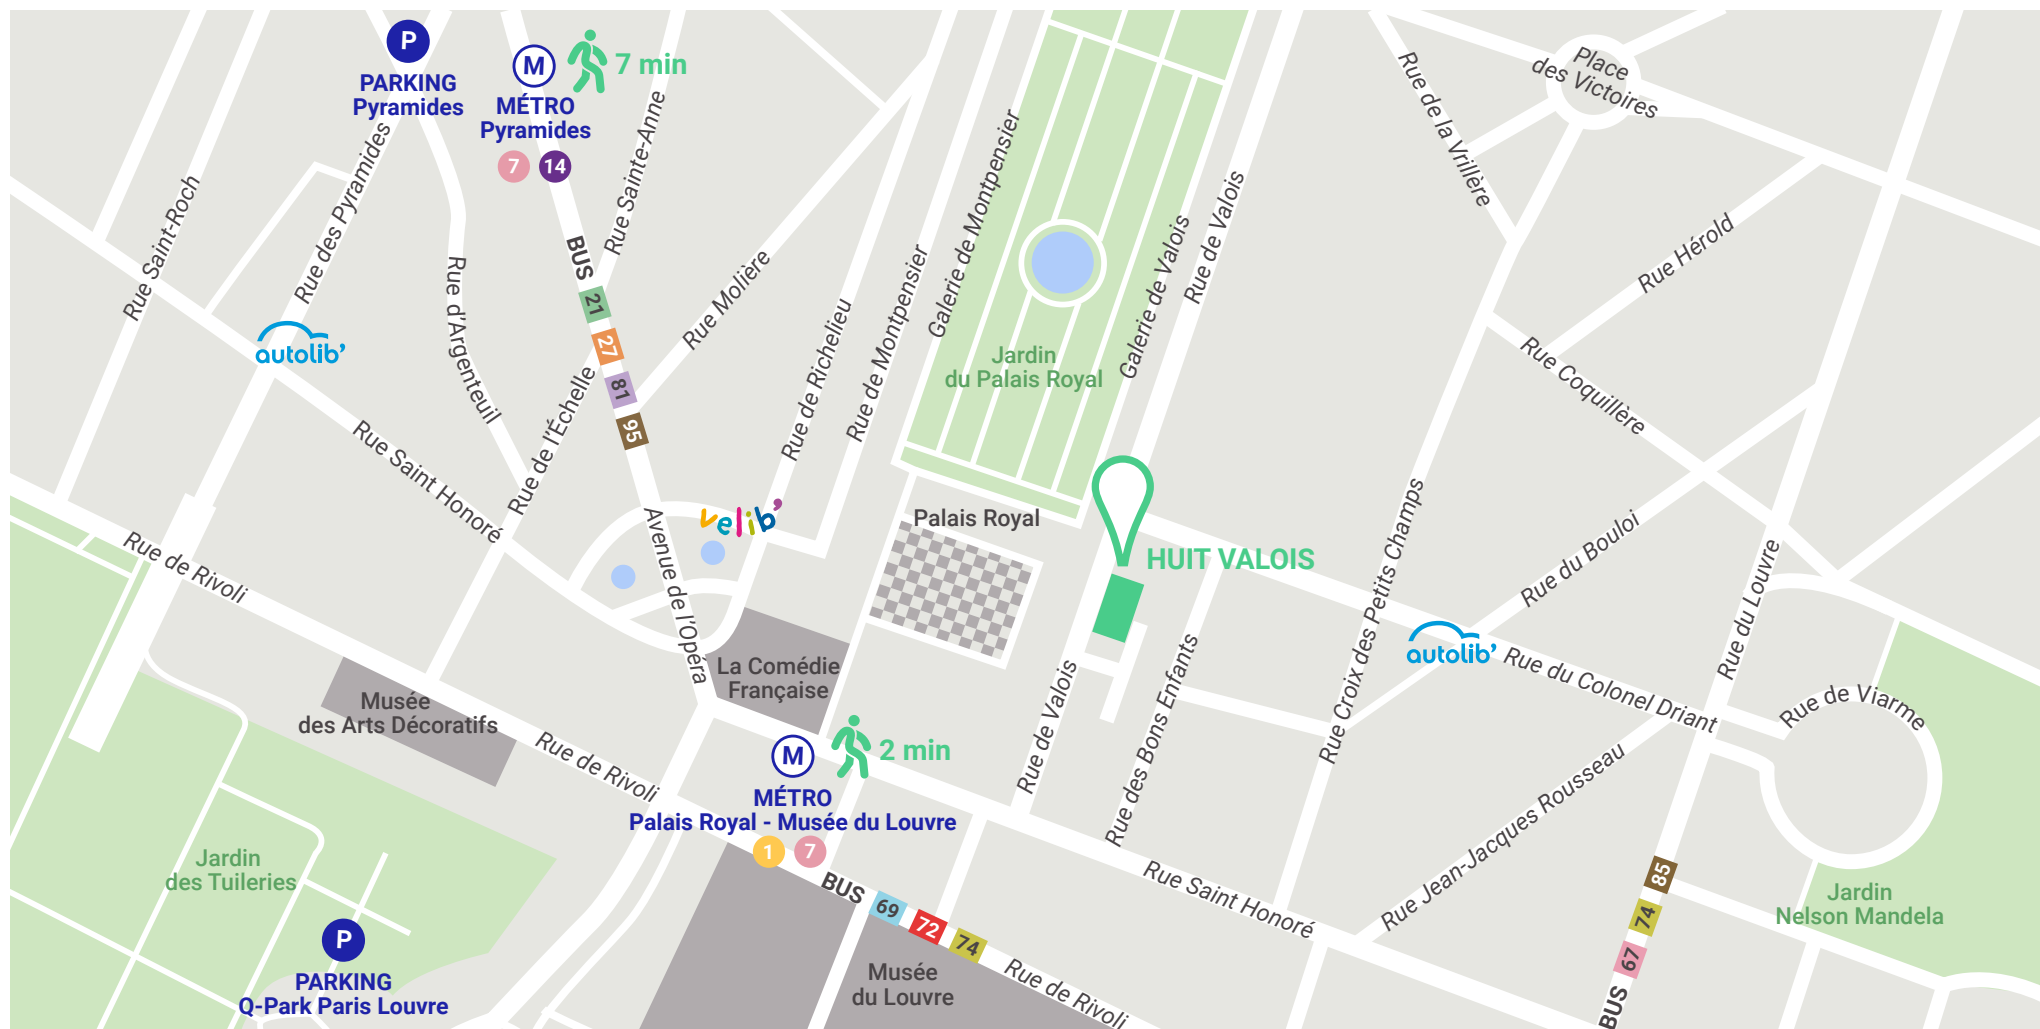 P
PARKING
Pyramides
M
7 min
MÉTRO
Pyramides
7 14
Rue Saint-Roch
Rue des Pyramides
Rue d'Argenteuil
Rue Sainte-Anne
BUS 21 27 81 95
Rue de l'Échelle
Rue Molière
Rue de Richelieu
Rue de Montpensier
Galerie de Montpensier
Jardin
du Palais Royal
Galerie de Valois
Rue de Valois
Rue de la Vrillère
Place
des Victoires
Rue Hérold
Rue Coquillère
autolib'
Rue Saint Honoré
Rue de Rivoli
Avenue de l'Opéra
velib'
Palais Royal
HUIT VALOIS
Rue Croix des Petits Champs
Rue du Bouloi
Rue du Louvre
autolib'
Rue du Colonel Driant
Rue de Viarme
La Comédie
Française
Musée
des Arts Décoratifs
Rue de Rivoli
M
2 min
MÉTRO
Palais Royal - Musée du Louvre
1 7
Rue de Valois
Rue des Bons Enfants
Rue Jean-Jacques Rousseau
Rue Saint Honoré
BUS 69 72 74
Jardin
des Tuileries
P
PARKING
Q-Park Paris Louvre
Musée
du Louvre
Rue de Rivoli
BUS 67 74 85
Jardin
Nelson Mandela